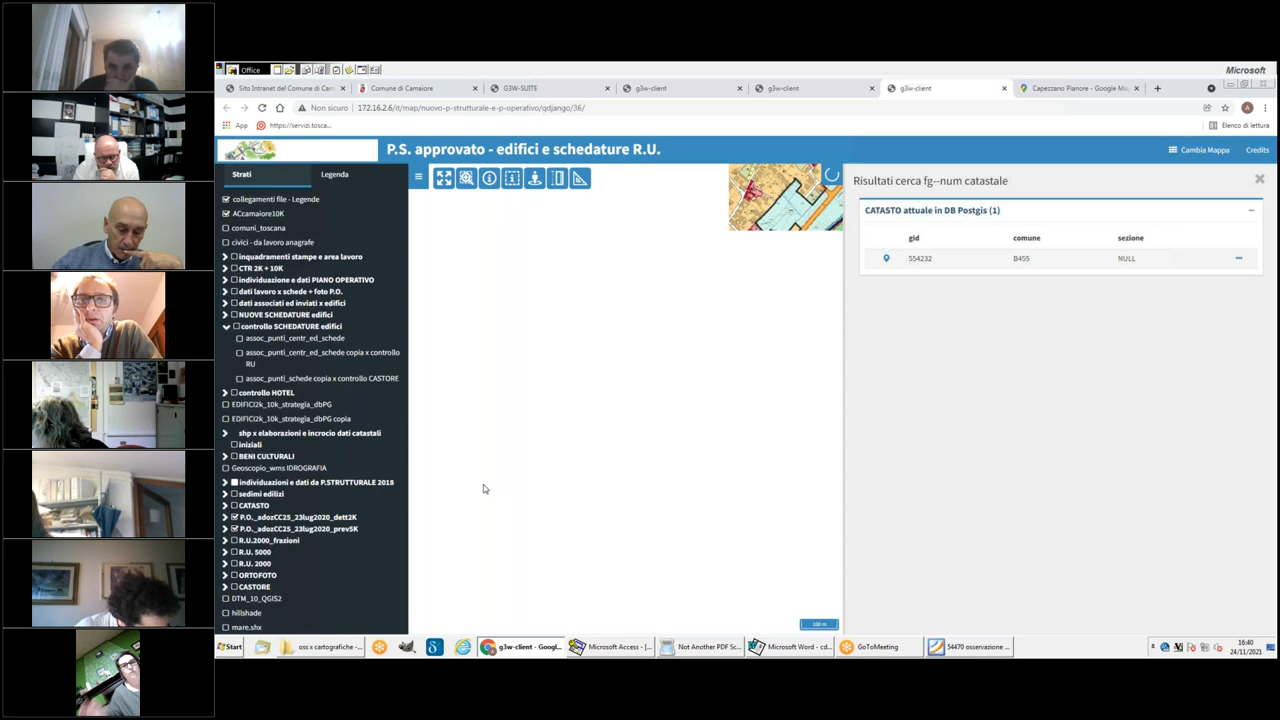 Office
Microsoft
Sito Intranet del Comune di Cam
Comune di Camaiore
G3W-SUITE
g3w-client
g3w-client
g3w-client
Capezzano Pianore - Google Ma
Non sicuro
172.16.2.6/it/map/nuovo-p-strutturale-e-p-operativo/qdjango/36/
App
https://servizi.tosca...
Elenco di lettura
P.S. approvato - edifici e schedature R.U.
Cambia Mappa
Credits
Strati
Legenda
collegamenti file - Legende
ACcamaiore10K
comuni_toscana
civici - da lavoro anagrafe
inquadramenti stampe e area lavoro
CTR 2K + 10K
individuazione e dati PIANO OPERATIVO
dati lavoro x schede + foto P.O.
dati associati ed inviati x edifici
NUOVE SCHEDATURE edifici
controllo SCHEDATURE edifici
assoc_punti_centr_ed_schede
assoc_punti_centr_ed_schede copia x controllo
RU
assoc_punti_schede copia x controllo CASTORE
controllo HOTEL
EDIFICI2k_10k_strategia_dbPG
EDIFICI2k_10k_strategia_dbPG copia
shp x elaborazioni e incrocio dati catastali
iniziali
BENI CULTURALI
Geoscopio_wms IDROGRAFIA
individuazioni e dati da P.STRUTTURALE 2018
sedimi edilizi
CATASTO
P.O._adozCC25_23lug2020_dett2K
P.O._adozCC25_23lug2020_prev5K
R.U.2000_frazioni
R.U. 5000
R.U. 2000
ORTOFOTO
CASTORE
DTM_10_QGIS2
hillshade
mare.shx
100 m
Risultati cerca fg--num catastale
CATASTO attuale in DB Postgis (1)
gid
comune
sezione
554232
B455
NULL
Start
oss x cartografiche -...
g3w-client - Googl...
Microsoft Access - [...
Not Another PDF Sc...
Microsoft Word - cd...
GoToMeeting
54470 osservazione ...
16:40
24/11/2021